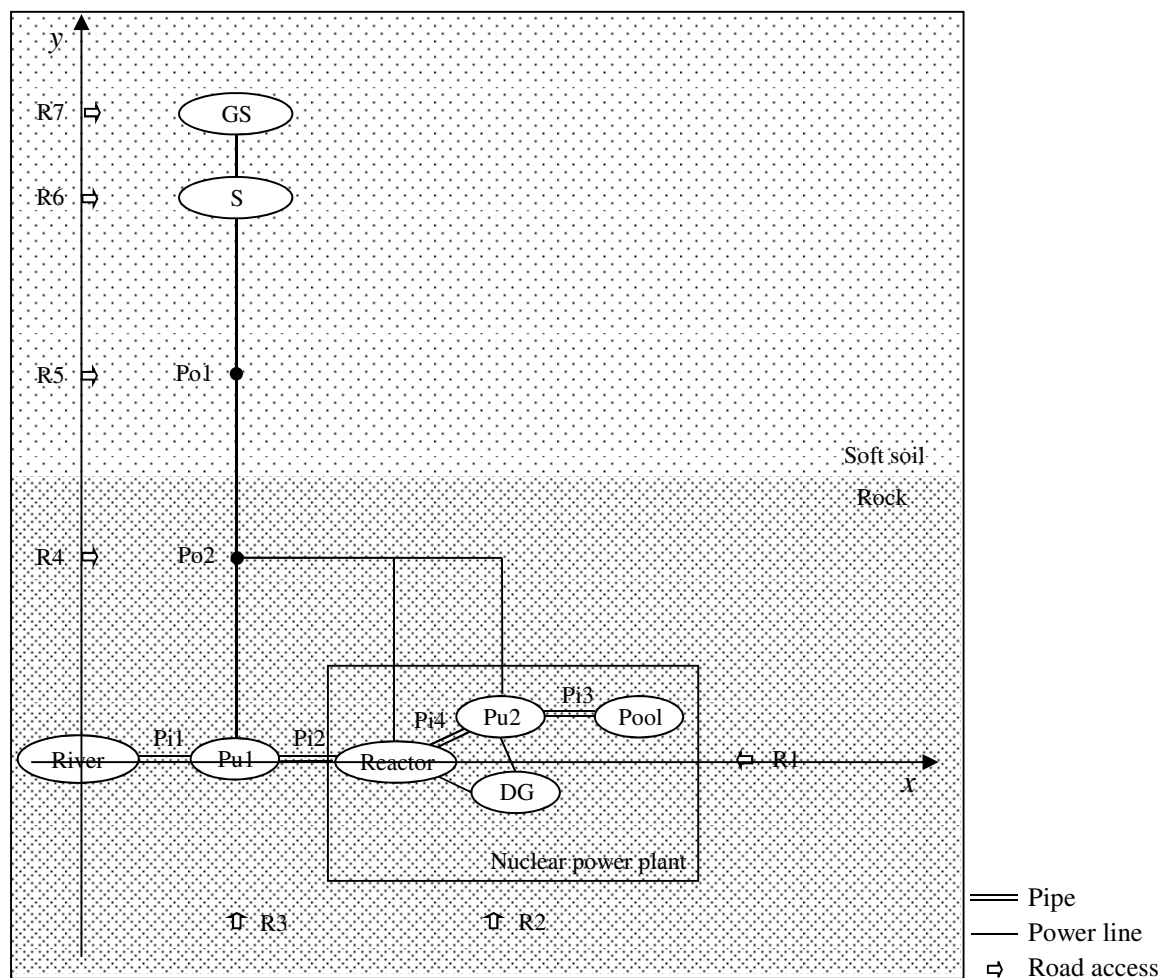 y
R7
GS
R6
S
R5
Po1
Soft soil
Rock
R4
Po2
Pi3
Pi4
Pu2
Pool
Pi1
Pi2
River
Pu1
Reactor
R1
x
DG
Nuclear power plant
R3
R2
Pipe
Power line
Road access